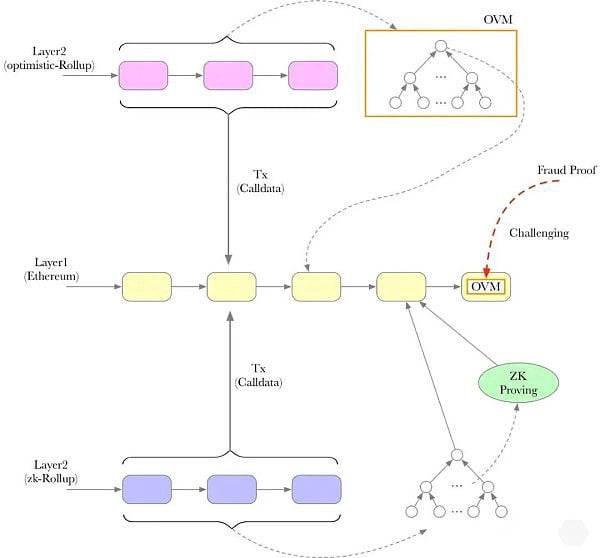 OVM
Layer2
(optimistic-Rollup)
...
...
Tx
(Calldata)
Fraud Proof
Challenging
Layer1
(Ethereum)
OVM
Tx
(Calldata)
ZK
Proving
Layer2
(zk-Rollup)
...
...